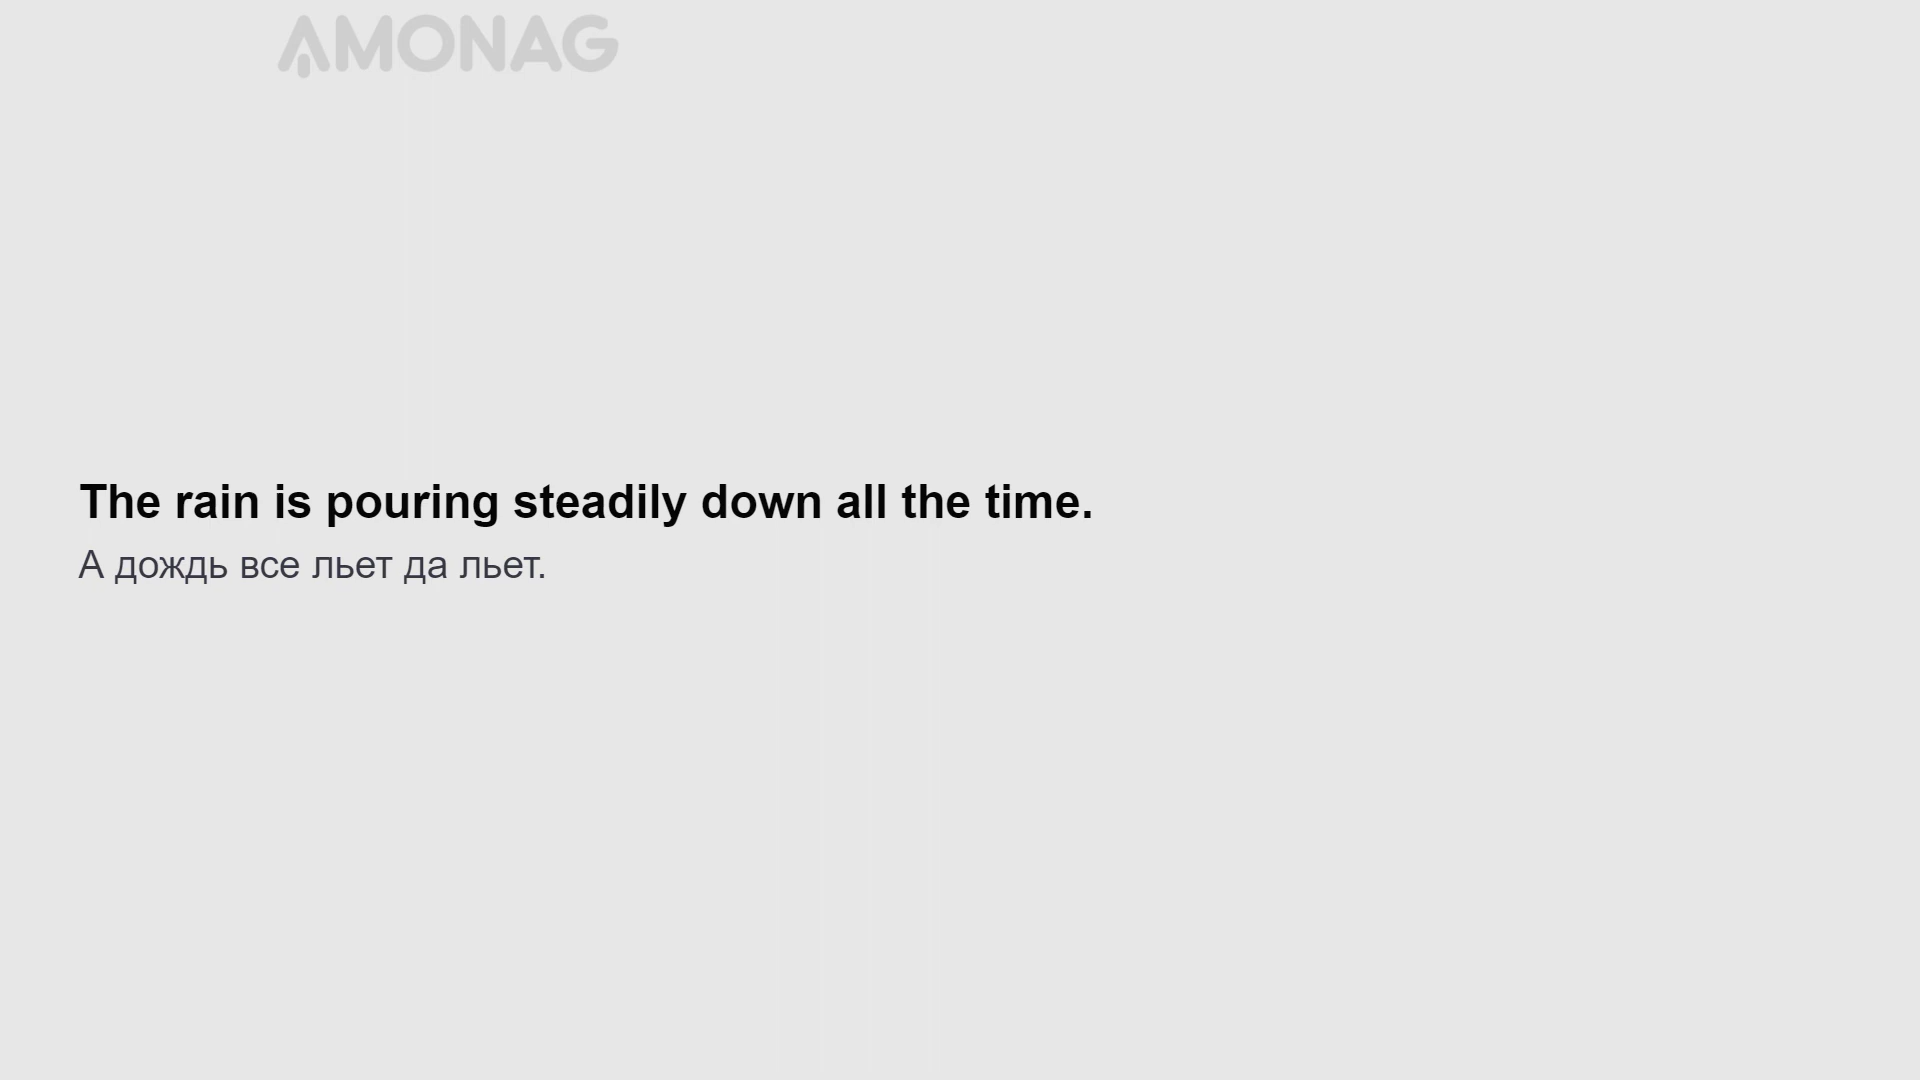 AMONAG
The rain is pouring steadily down all the time.
А дождь все льет да льет.